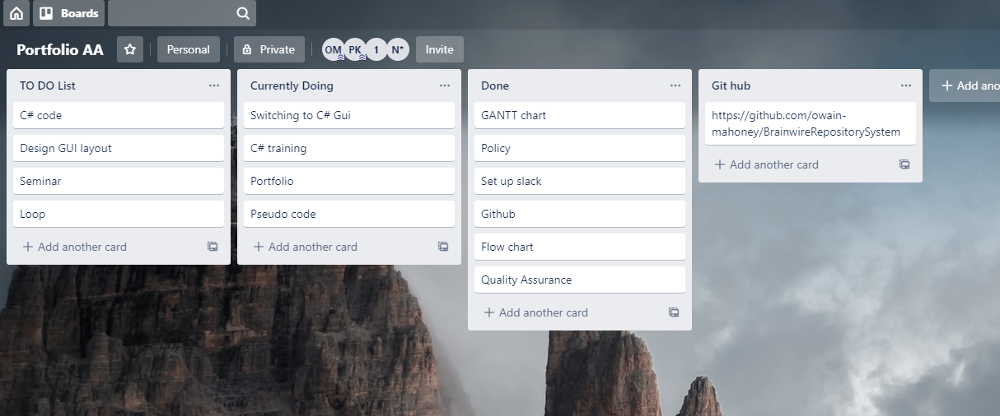 Boards
Portfolio AA
Personal
Private
OM
PK
1
N*
Invite
TO DO List
C# code
Design GUI layout
Seminar
Loop
Add another card
Currently Doing
Switching to C# Gui
C# training
Portfolio
Pseudo code
Add another card
Done
GANTT chart
Policy
Set up slack
Github
Flow chart
Quality Assurance
Add another card
Git hub
https://github.com/owain-
mahoney/BrainwireRepositorySystem
Add another card
Add ano